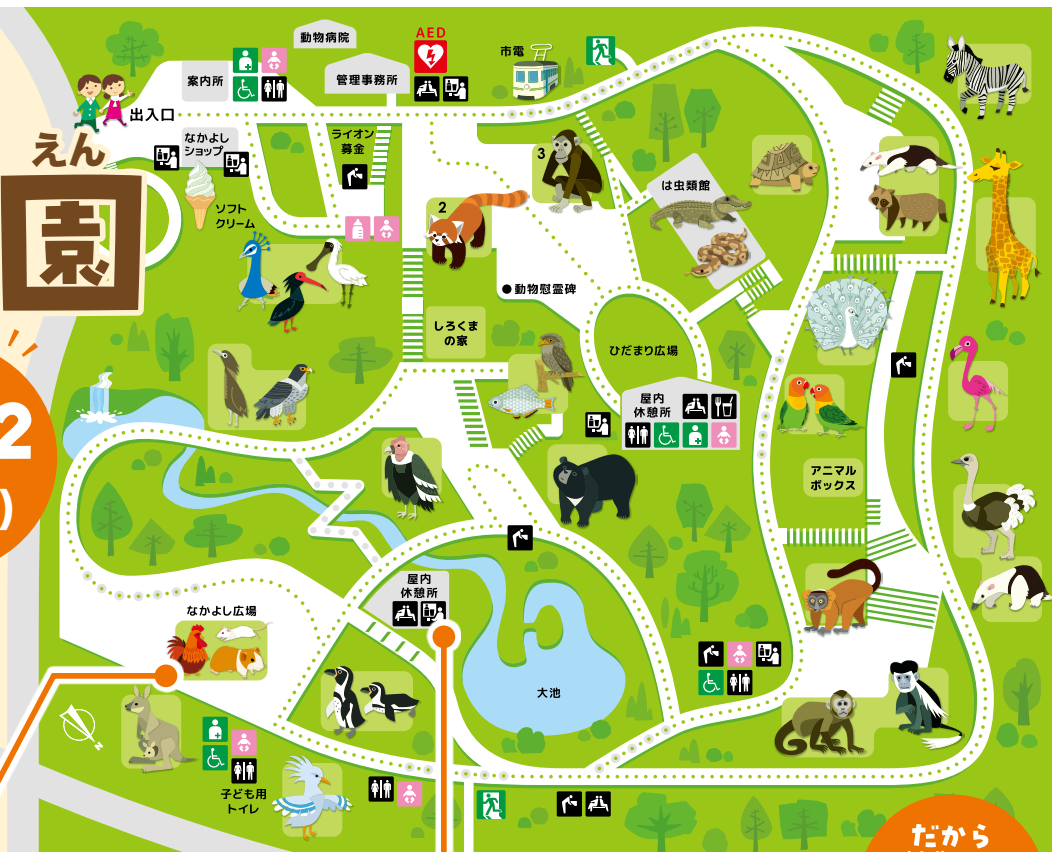 動物病院
AED
案内所
管理事務所
市電
出入口
なかよし
ショップ
ライオン
募金
えん
園
ソフト
クリーム
3
2
は虫類館
●動物慰霊碑
しろくま
の家
ひだまり広場
屋内
休憩所
アニマル
ボックス
2
)
屋内
休憩所
なかよし広場
大池
N
子ども用
トイレ
だから